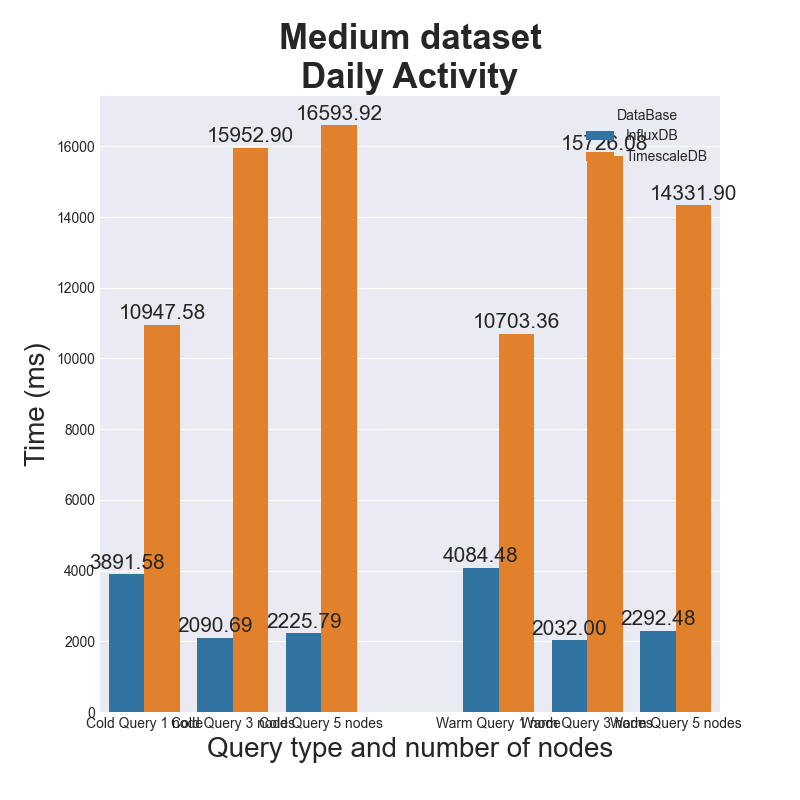 Medium dataset
Daily Activity
16593.92
15952.90
15726.08
14331.90
10947.58
10703.36
3891.58
4084.48
2090.69
2225.79
2032.00
2292.48
DataBase
InfluxDB
TimescaleDB
16000
14000
12000
10000
8000
6000
4000
2000
0
Time (ms)
Cold Query 1 node
Cold Query 3 nodes
Cold Query 5 nodes
Warm Query 1 node
Warm Query 3 nodes
Warm Query 5 nodes
Query type and number of nodes